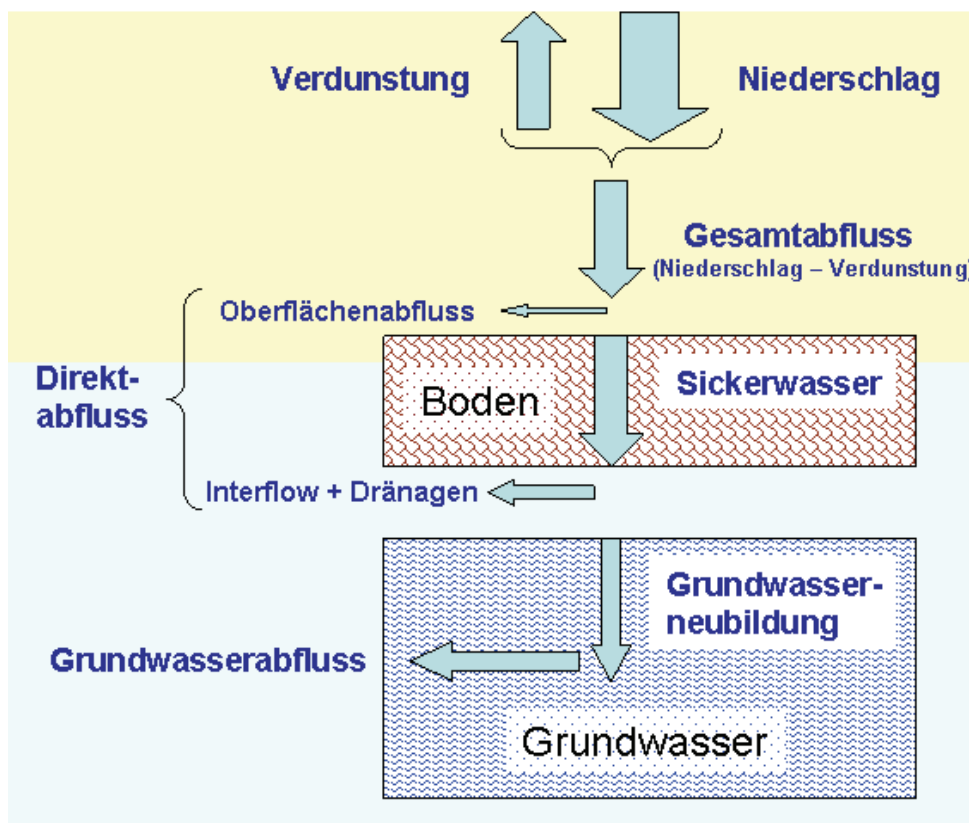 Verdunstung
Niederschlag
Gesamtabfluss
(Niederschlag – Verdunstung)
Oberflächenabfluss
Direkt-
abfluss
Boden
Sickerwasser
Interflow + Dränagen
Grundwasser-
neubildung
Grundwasserabfluss
Grundwasser